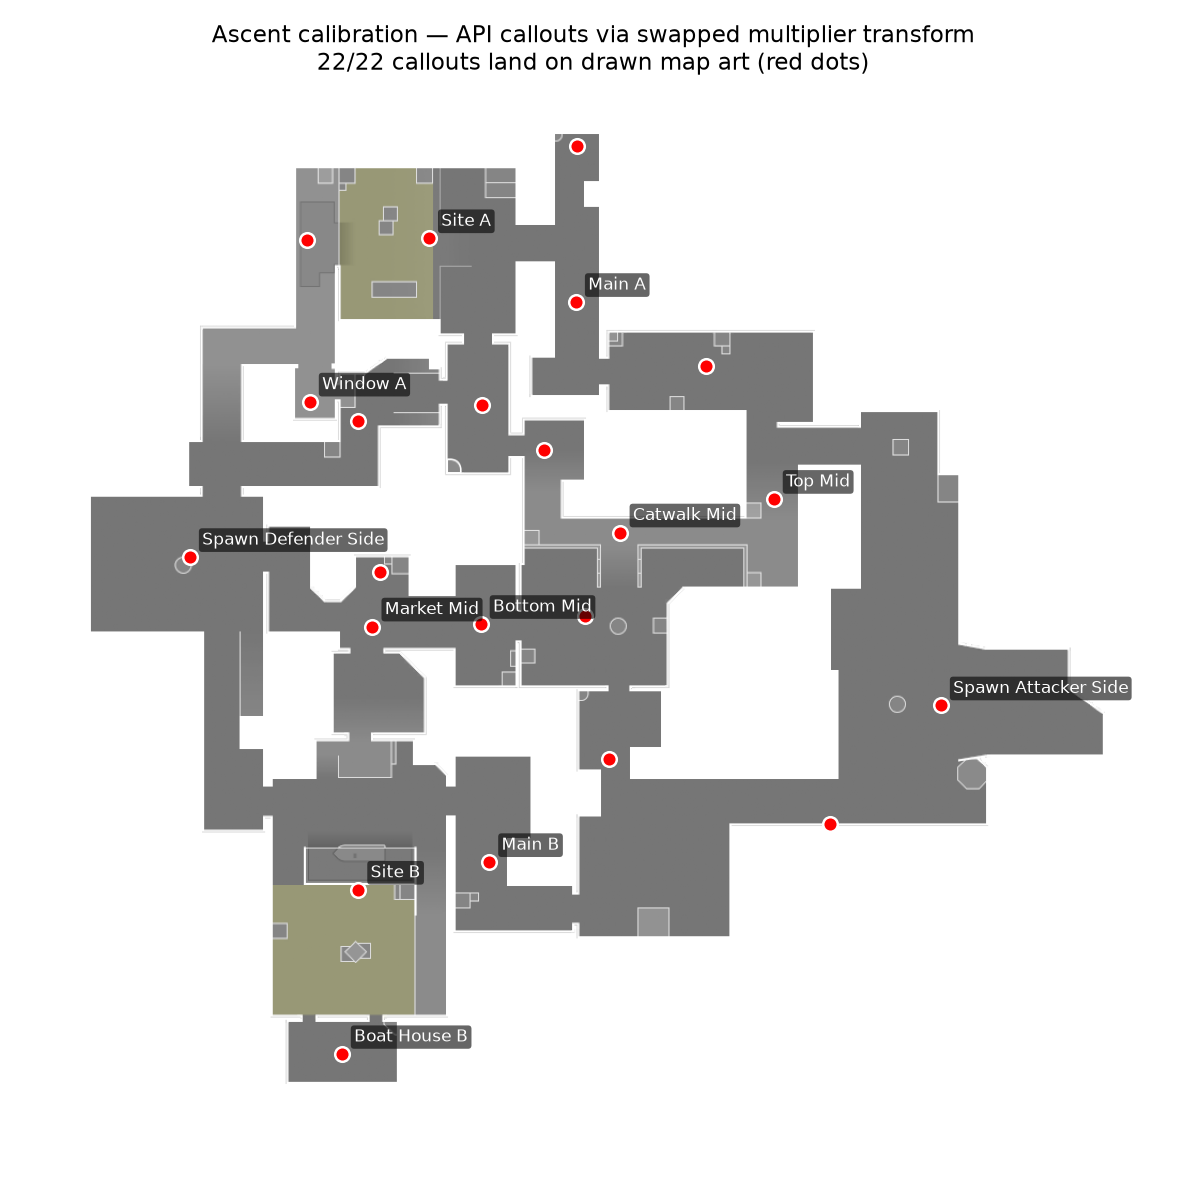 Ascent calibration — API callouts via swapped multiplier transform
22/22 callouts land on drawn map art (red dots)
Site A
Main A
Window A
Top Mid
Catwalk Mid
Spawn Defender Side
Market Mid
Bottom Mid
Spawn Attacker Side
Main B
Site B
Boat House B